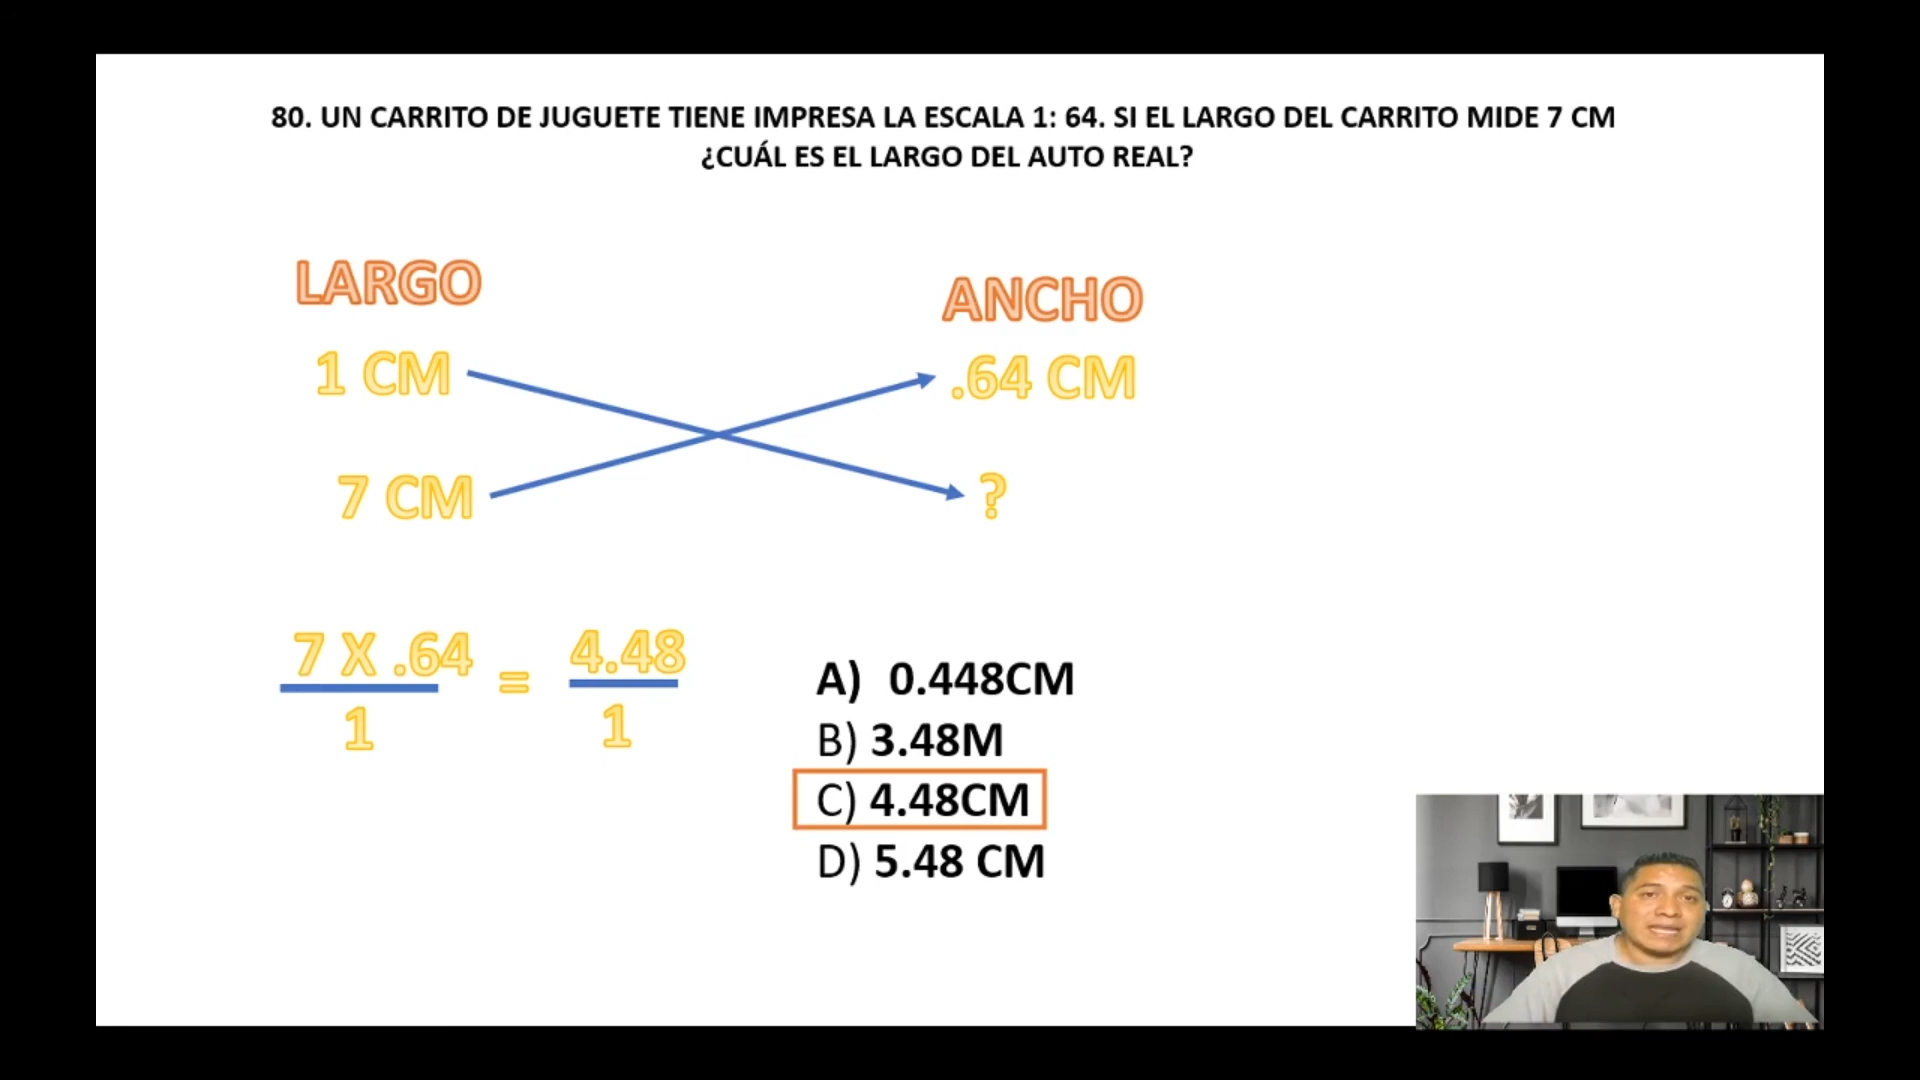 80. UN CARRITO DE JUGUETE TIENE IMPRESA LA ESCALA 1: 64. SI EL LARGO DEL CARRITO MIDE 7 CM
¿CUÁL ES EL LARGO DEL AUTO REAL?
LARGO
ANCHO
1 CM
.64 CM
7 CM
?
7 X .64
=
4.48
1
1
A) 0.448CM
B) 3.48M
C) 4.48CM
D) 5.48 CM